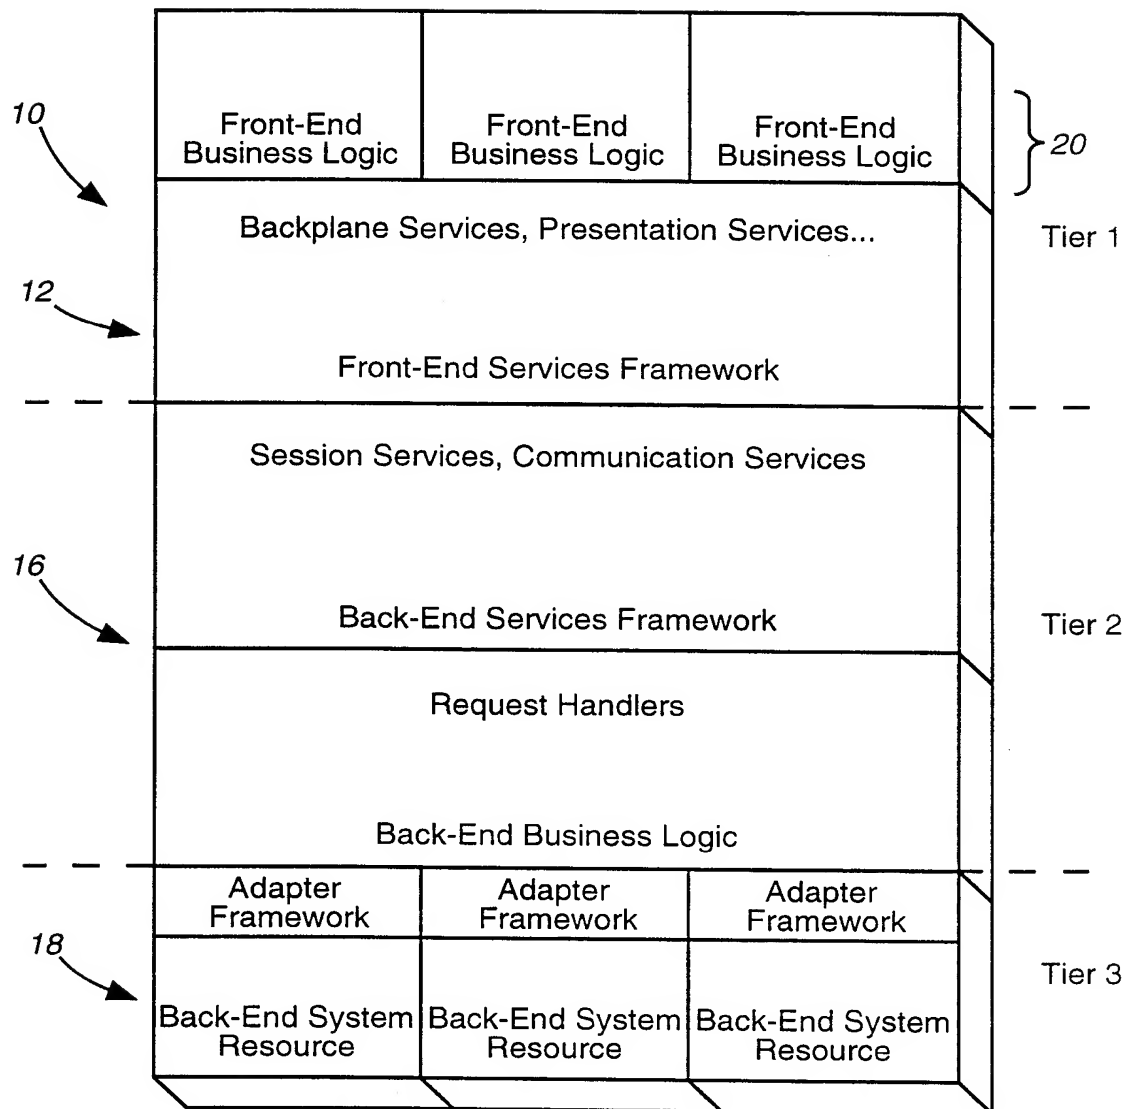 10
Front-End
Business Logic
Front-End
Business Logic
Front-End
Business Logic
20
Backplane Services, Presentation Services...
Tier 1
12
Front-End Services Framework
Session Services, Communication Services
16
Back-End Services Framework
Tier 2
Request Handlers
Back-End Business Logic
Adapter
Framework
Adapter
Framework
Adapter
Framework
18
Tier 3
Back-End System
Resource
Back-End System
Resource
Back-End System
Resource